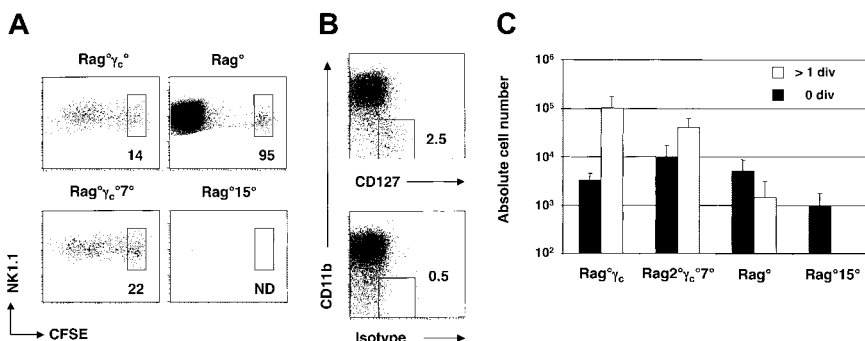 A
Rag°γc°
Rag°
14
95
Rag°γc°7°
Rag°15°
22
ND
NK1.1
CFSE
B
2.5
CD127
0.5
CD11b
Isotype
C
Absolute cell number
10⁶
10⁵
10⁴
10³
10²
> 1 div
0 div
Rag°γc
Rag2°γc°7°
Rag°
Rag°15°